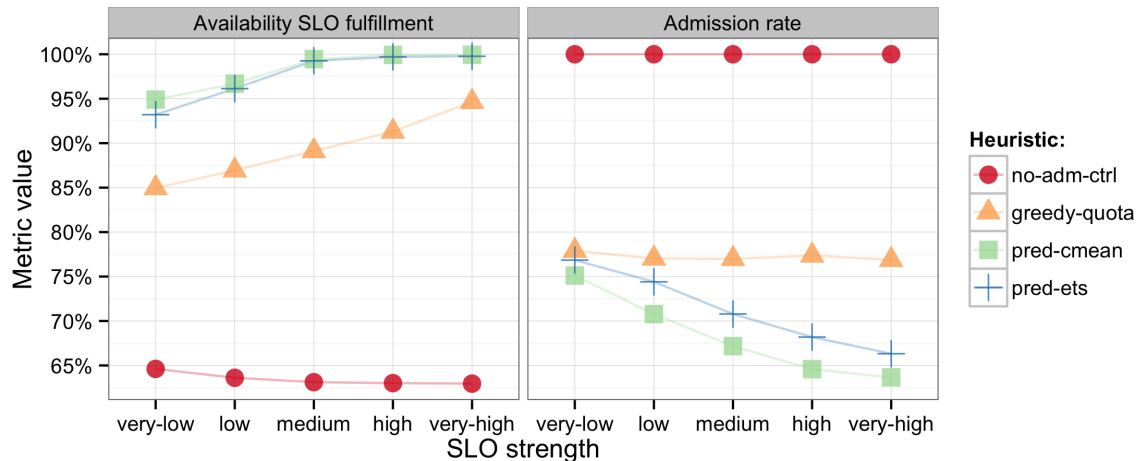 Availability SLO fulfillment
Admission rate
Metric value
100%
95%
90%
85%
80%
75%
70%
65%
very-low low medium high very-high
very-low low medium high very-high
SLO strength
Heuristic:
no-adm-ctrl
greedy-quota
pred-cmean
pred-ets